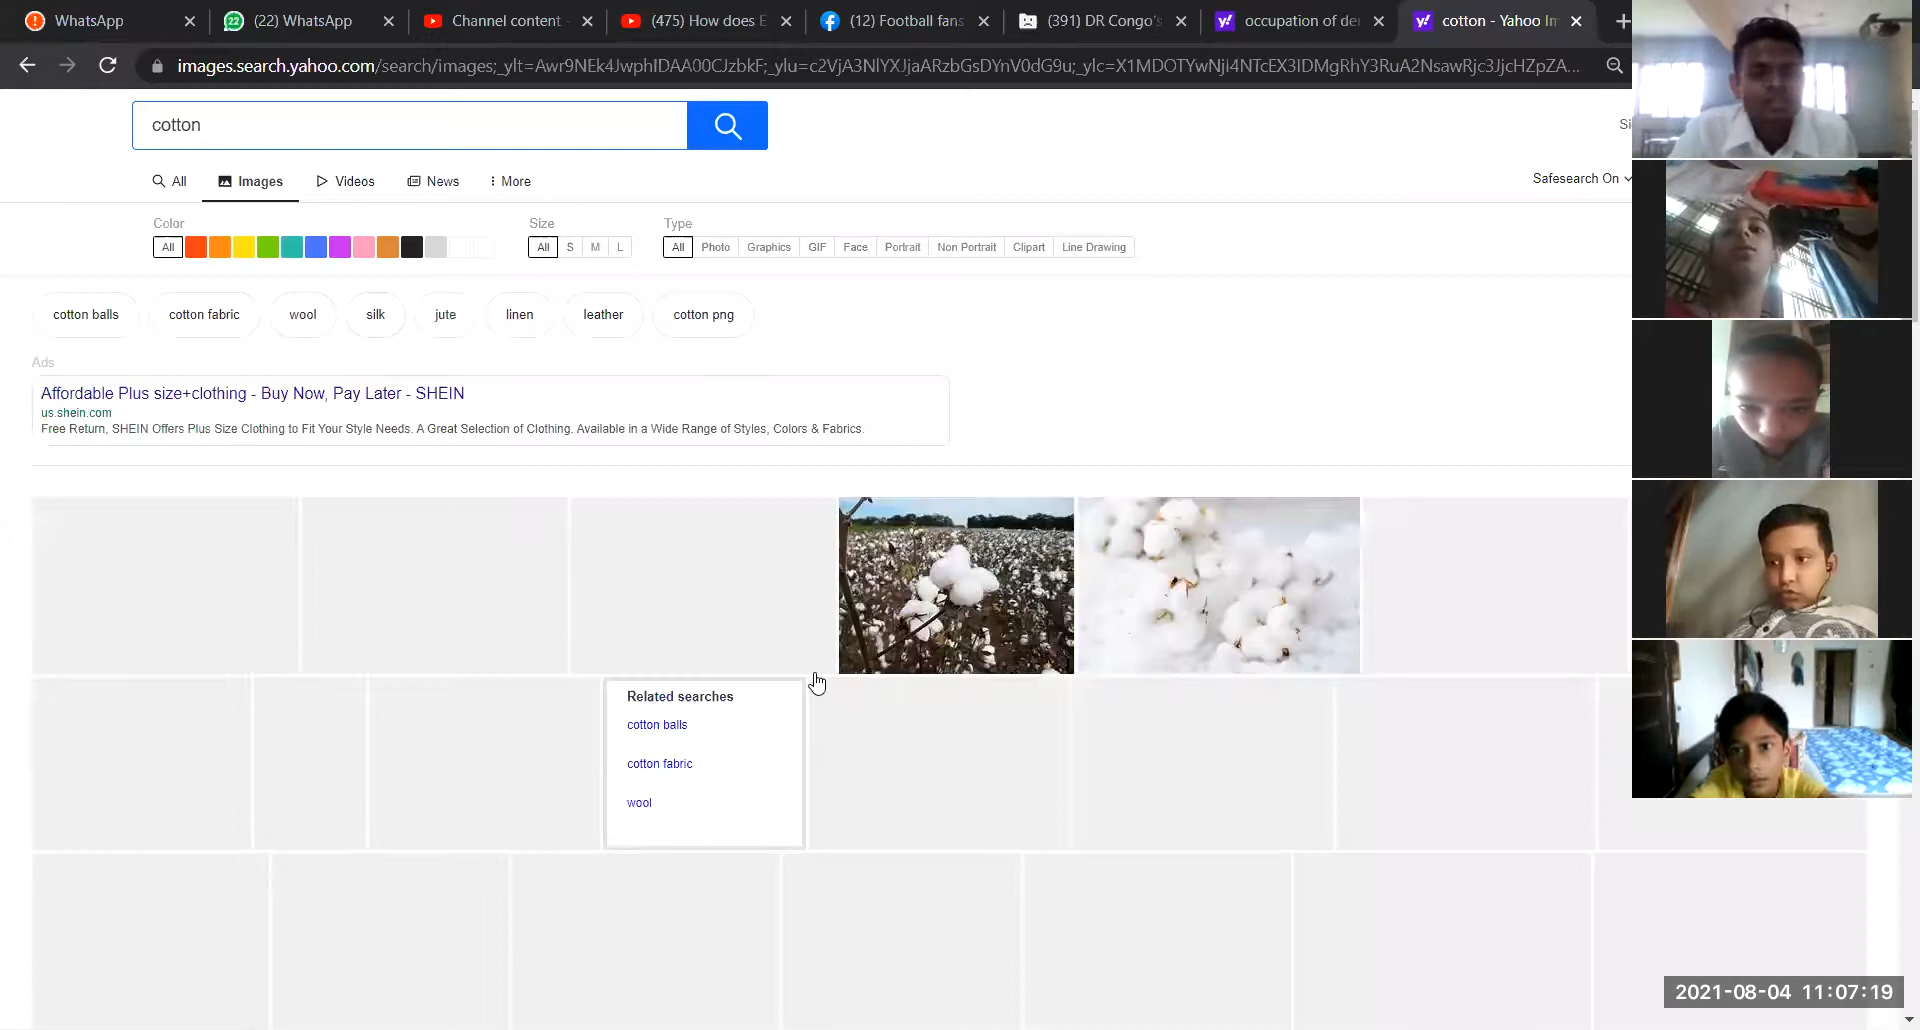 WhatsApp
(22) WhatsApp
Channel content
(475) How does E
(12) Football fans
(391) DR Congo's
occupation of de
cotton - Yahoo Im
images.search.yahoo.com/search/images;_ylt=Awr9NEk4JwphIDAA00CJzbkF;_ylu=c2VjA3NlYXJjaARzbGsDYnV0dG9u;_ylc=X1MDOTYwNji4NTcEX3IDMgRhY3RuA2NsawRjc3JjcHZpZA...
cotton
All
Images
Videos
News
More
Safesearch On
Color
Size
Type
All
All
S
M
L
All
Photo
Graphics
GIF
Face
Portrait
Non Portrait
Clipart
Line Drawing
cotton balls
cotton fabric
wool
silk
jute
linen
leather
cotton png
Ads
Affordable Plus size+clothing - Buy Now, Pay Later - SHEIN
us.shein.com
Free Return, SHEIN Offers Plus Size Clothing to Fit Your Style Needs. A Great Selection of Clothing. Available in a Wide Range of Styles, Colors & Fabrics.
Related searches
cotton balls
cotton fabric
wool
2021-08-04 11:07:19